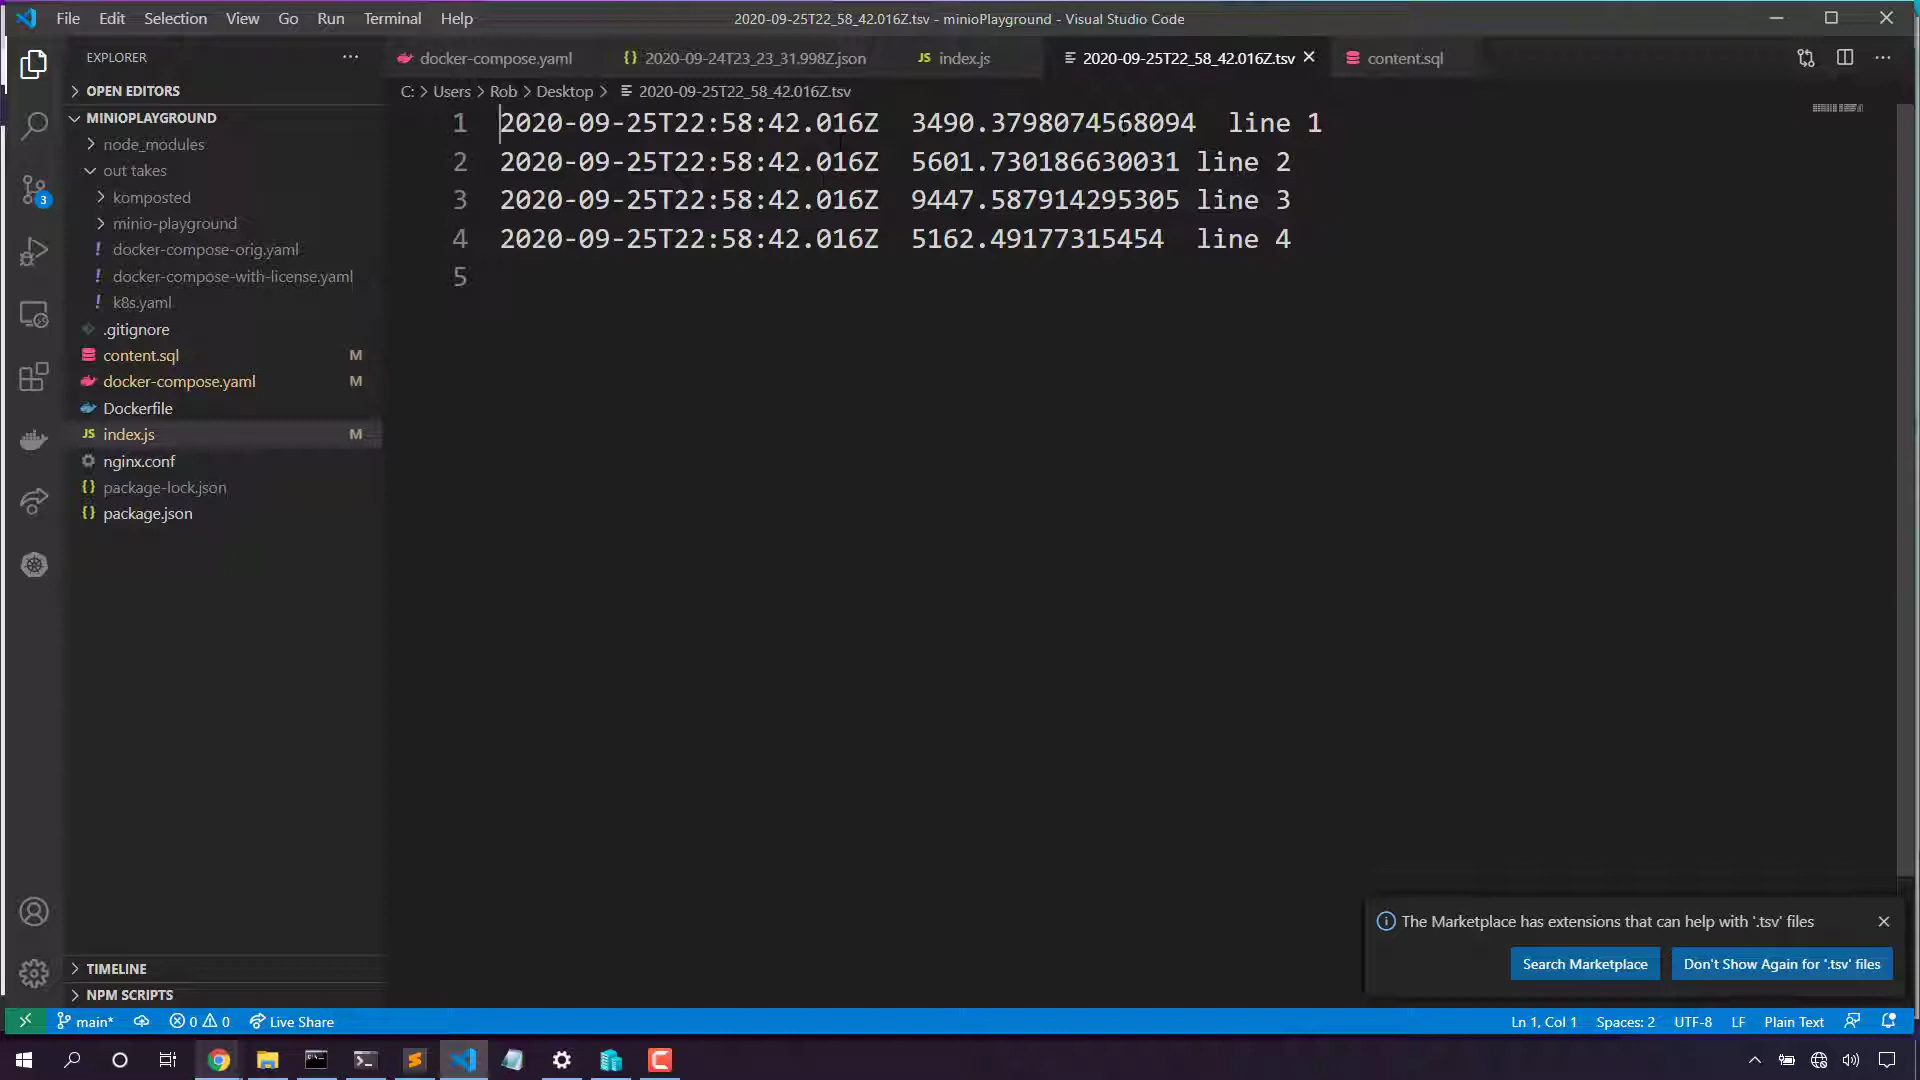 File Edit Selection View Go Run Terminal Help
2020-09-25T22_58_42.016Z.tsv - minioPlayground - Visual Studio Code
EXPLORER
docker-compose.yaml
2020-09-24T23_23_31.998Z.json
JS index.js
2020-09-25T22_58_42.016Z.tsv
content.sql
C: > Users > Rob > Desktop > 2020-09-25T22_58_42.016Z.tsv
OPEN EDITORS
MINIOPLAYGROUND
node_modules
out takes
komposted
minio-playground
! docker-compose-orig.yaml
! docker-compose-with-license.yaml
! k8s.yaml
.gitignore
content.sql M
docker-compose.yaml M
Dockerfile
JS index.js M
nginx.conf
{} package-lock.json
{} package.json
TIMELINE
NPM SCRIPTS
3
1 2020-09-25T22:58:42.016Z 3490.3798074568094 line 1
2 2020-09-25T22:58:42.016Z 5601.730186630031 line 2
3 2020-09-25T22:58:42.016Z 9447.587914295305 line 3
4 2020-09-25T22:58:42.016Z 5162.49177315454 line 4
5
The Marketplace has extensions that can help with '.tsv' files
Search Marketplace
Don't Show Again for '.tsv' files
main* 0 0 Live Share
Ln 1, Col 1 Spaces: 2 UTF-8 LF Plain Text